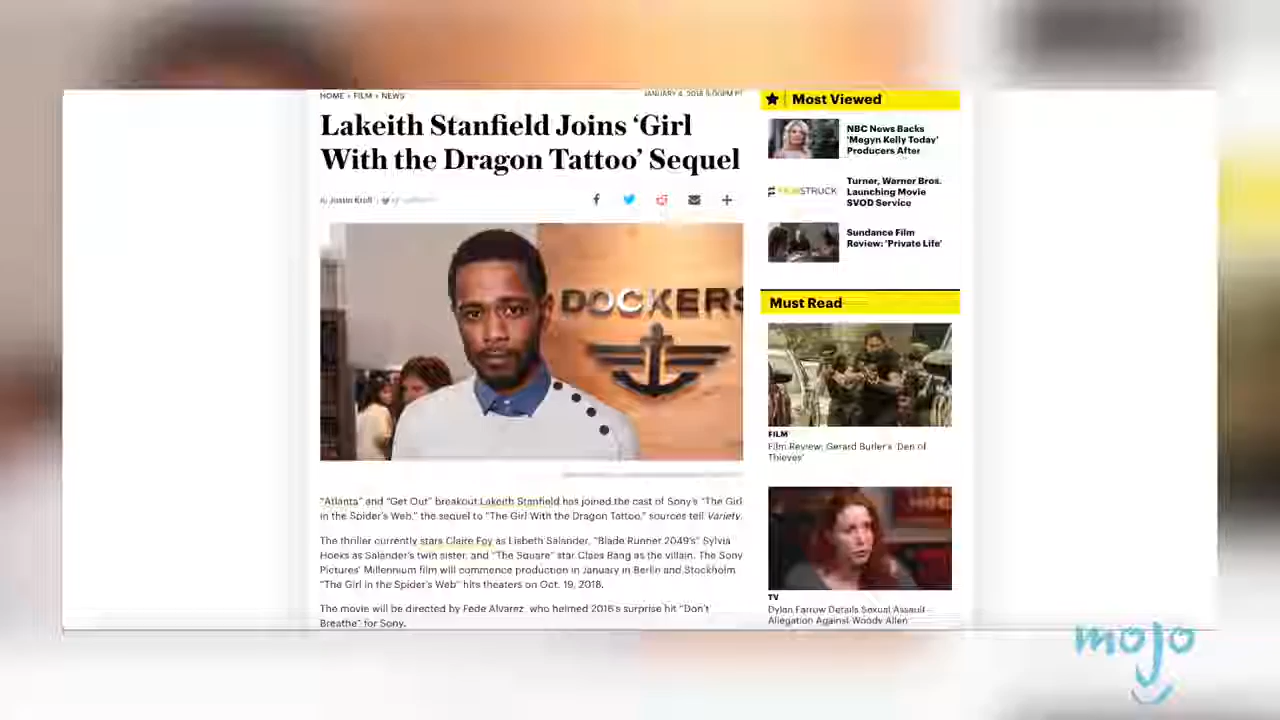 HOME > FILM > NEWS
JANUARY 4, 2018 5:00PM PT
Lakeith Stanfield Joins ‘Girl
With the Dragon Tattoo’ Sequel
By Justin Kroll
DOCKERS
“Atlanta” and “Get Out” breakout Lakeith Stanfield has joined the cast of Sony’s “The Girl
in the Spider’s Web,” the sequel to “The Girl With the Dragon Tattoo,” sources tell Variety.
The thriller currently stars Claire Foy as Lisbeth Salander, “Blade Runner 2049’s” Sylvia
Hoeks as Salander’s twin sister, and “The Square” star Claes Bang as the villain. The Sony
Pictures’ Millennium film will commence production in January in Berlin and Stockholm.
“The Girl in the Spider’s Web” hits theaters on Oct. 19, 2018.
The movie will be directed by Fede Alvarez, who helmed 2016’s surprise hit “Don’t
Breathe” for Sony.
Most Viewed
NBC News Backs
‘Megyn Kelly Today’
Producers After
FILMSTRUCK
Turner, Warner Bros.
Launching Movie
SVOD Service
Sundance Film
Review: ‘Private Life’
Must Read
FILM
Film Review: Gerard Butler’s ‘Den of
Thieves’
TV
Dylan Farrow Details Sexual Assault
Allegation Against Woody Allen
mojo